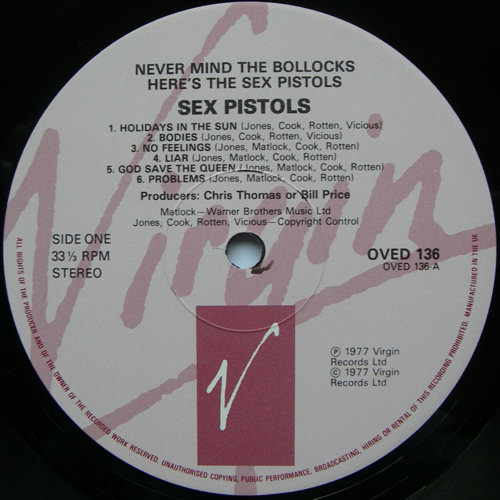 NEVER MIND THE BOLLOCKS
HERE'S THE SEX PISTOLS
SEX PISTOLS
1. HOLIDAYS IN THE SUN (Jones, Cook, Rotten, Vicious)
2. BODIES (Jones, Cook, Rotten, Vicious)
3. NO FEELINGS (Jones, Matlock, Cook, Rotten)
4. LIAR (Jones, Matlock, Cook, Rotten)
5. GOD SAVE THE QUEEN (Jones, Matlock, Cook, Rotten)
6. PROBLEMS (Jones, Matlock, Cook, Rotten)
Producers: Chris Thomas or Bill Price
Matlock—Warner Brothers Music Ltd
Jones, Cook, Rotten, Vicious—Copyright Control
SIDE ONE
33⅓ RPM
STEREO
OVED 136
OVED 136-A
Virgin
℗ 1977 Virgin
Records Ltd
© 1977 Virgin
Records Ltd
V
ALL RIGHTS OF THE PRODUCER AND OF THE OWNER OF THE RECORDED WORK RESERVED. UNAUTHORISED COPYING, PUBLIC PERFORMANCE, BROADCASTING, HIRING OR RENTAL OF THIS RECORDING PROHIBITED. MANUFACTURED IN THE UK